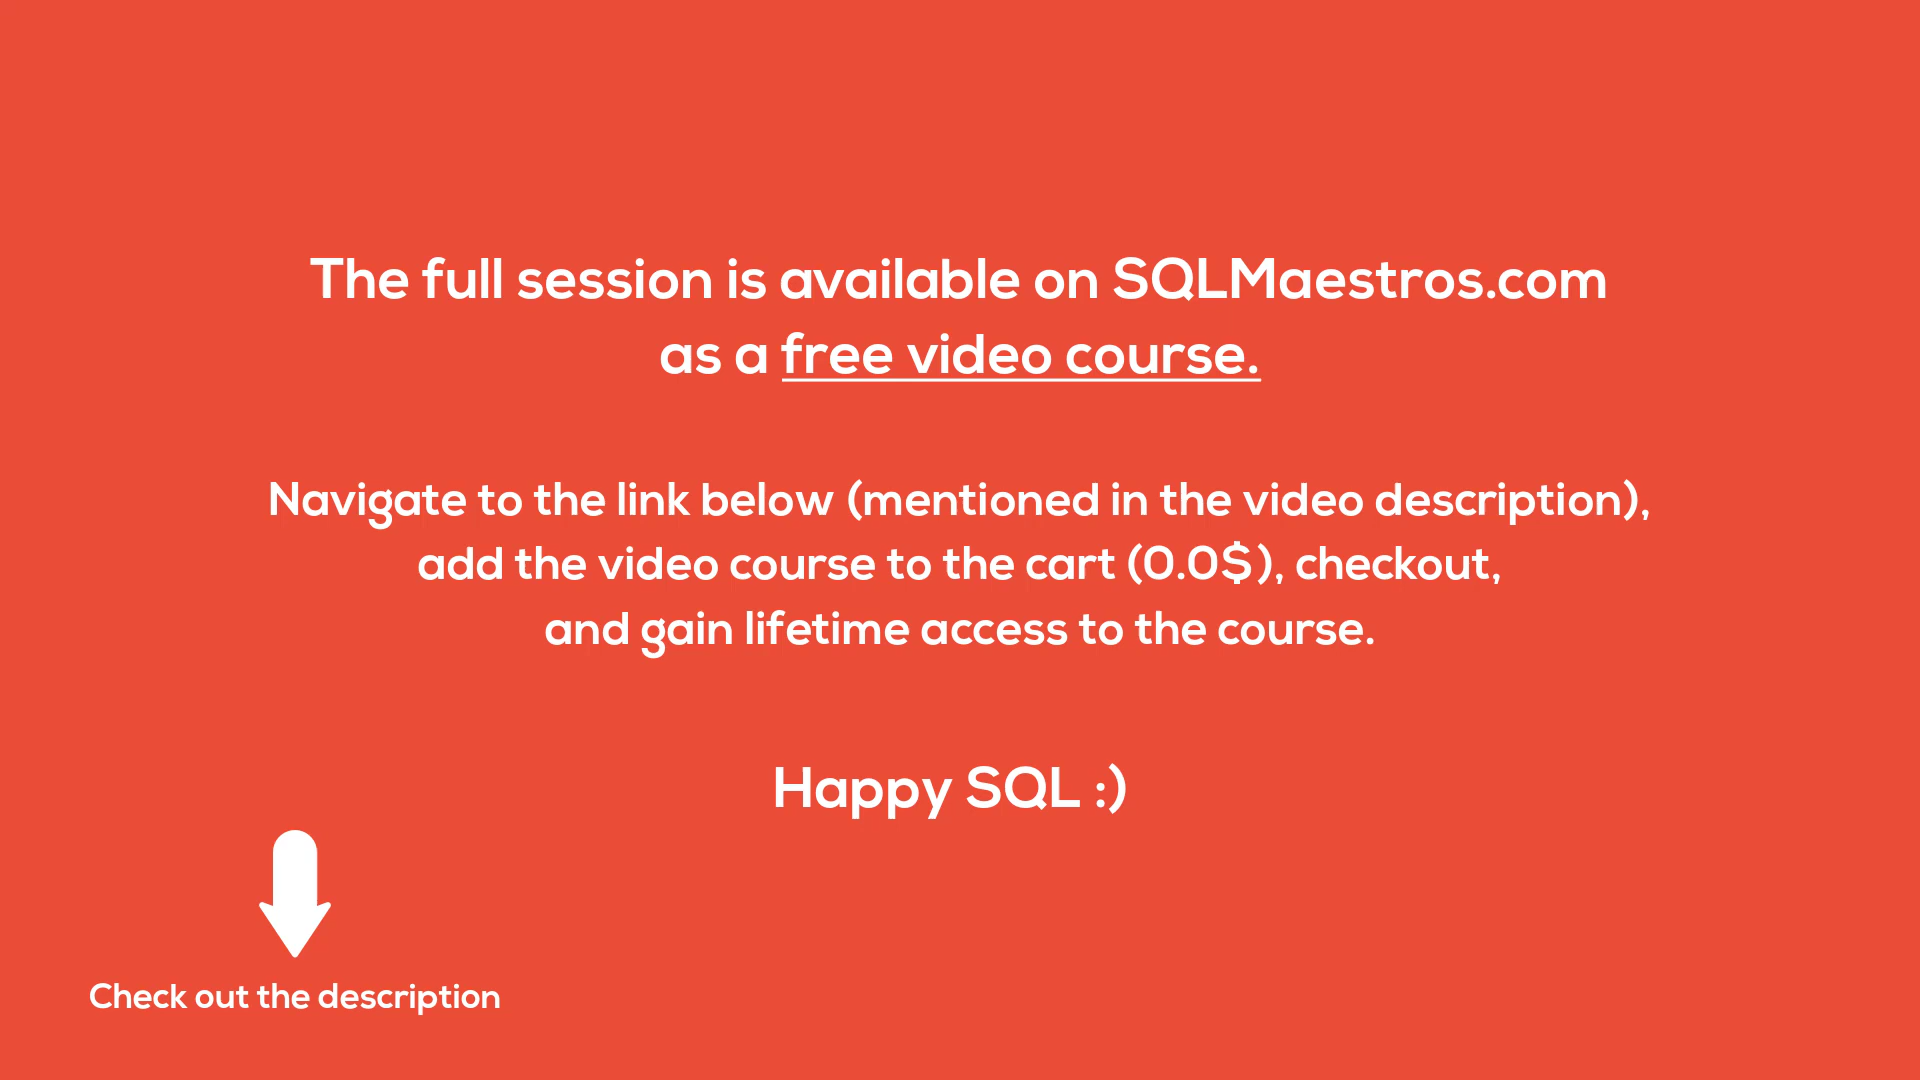 The full session is available on SQLMaestros.com
as a free video course.
Navigate to the link below (mentioned in the video description),
add the video course to the cart (0.0$), checkout,
and gain lifetime access to the course.
Happy SQL :)
Check out the description